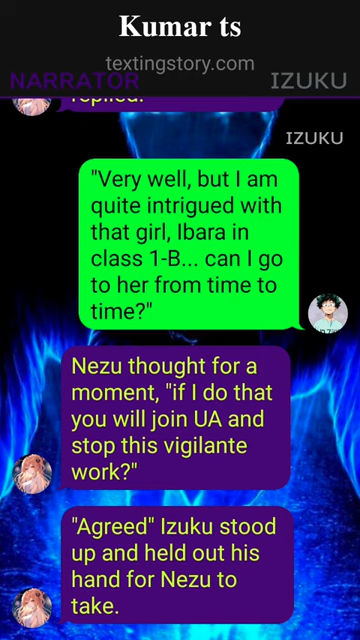 Kumar ts
textingstory.com
NARRATOR IZUKU
replied.
IZUKU
"Very well, but I am
quite intrigued with
that girl, Ibara in
class 1-B... can I go
to her from time to
time?"
Nezu thought for a
moment, "if I do that
you will join UA and
stop this vigilante
work?"
"Agreed" Izuku stood
up and held out his
hand for Nezu to
take.